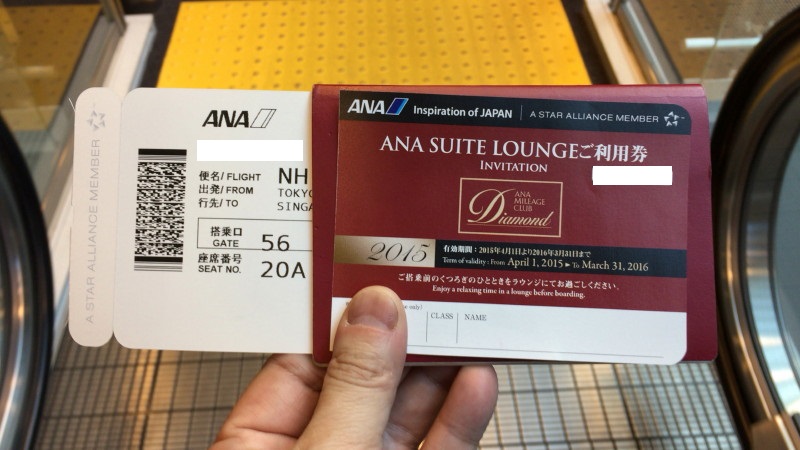 A STAR ALLIANCE MEMBER
ANA
便名/ FLIGHT NH
出発/ FROM TOKYO
行先/ TO SINGA
搭乗口
GATE 56
座席番号
SEAT NO. 20A
ANA Inspiration of JAPAN A STAR ALLIANCE MEMBER
ANA SUITE LOUNGEご利用券
INVITATION
ANA
MILEAGE
CLUB
Diamond
2015
有効期間:2015年4月1日より2016年3月31日まで
Term of validity : From April 1, 2015 ▶ To March 31, 2016
ご搭乗前のくつろぎのひとときをラウンジにてお過ごしください。
Enjoy a relaxing time in a lounge before boarding.
use only!
CLASS NAME